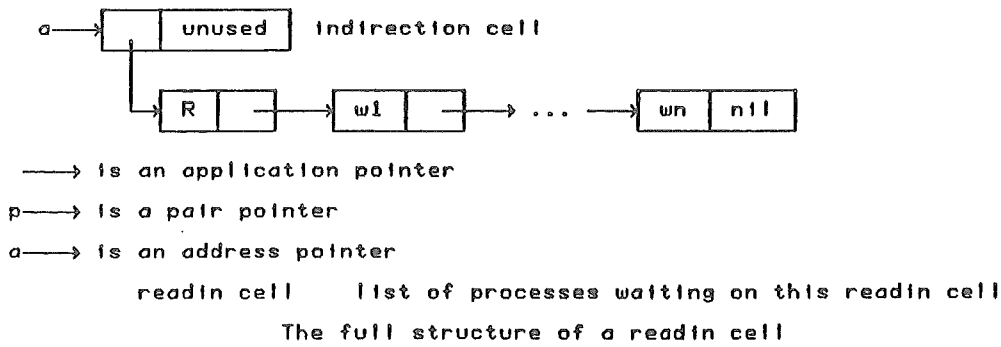 a unused indirection cell
R w1 ... wn nil
is an application pointer
p is a pair pointer
a is an address pointer
readin cell list of processes waiting on this readin cell
The full structure of a readin cell